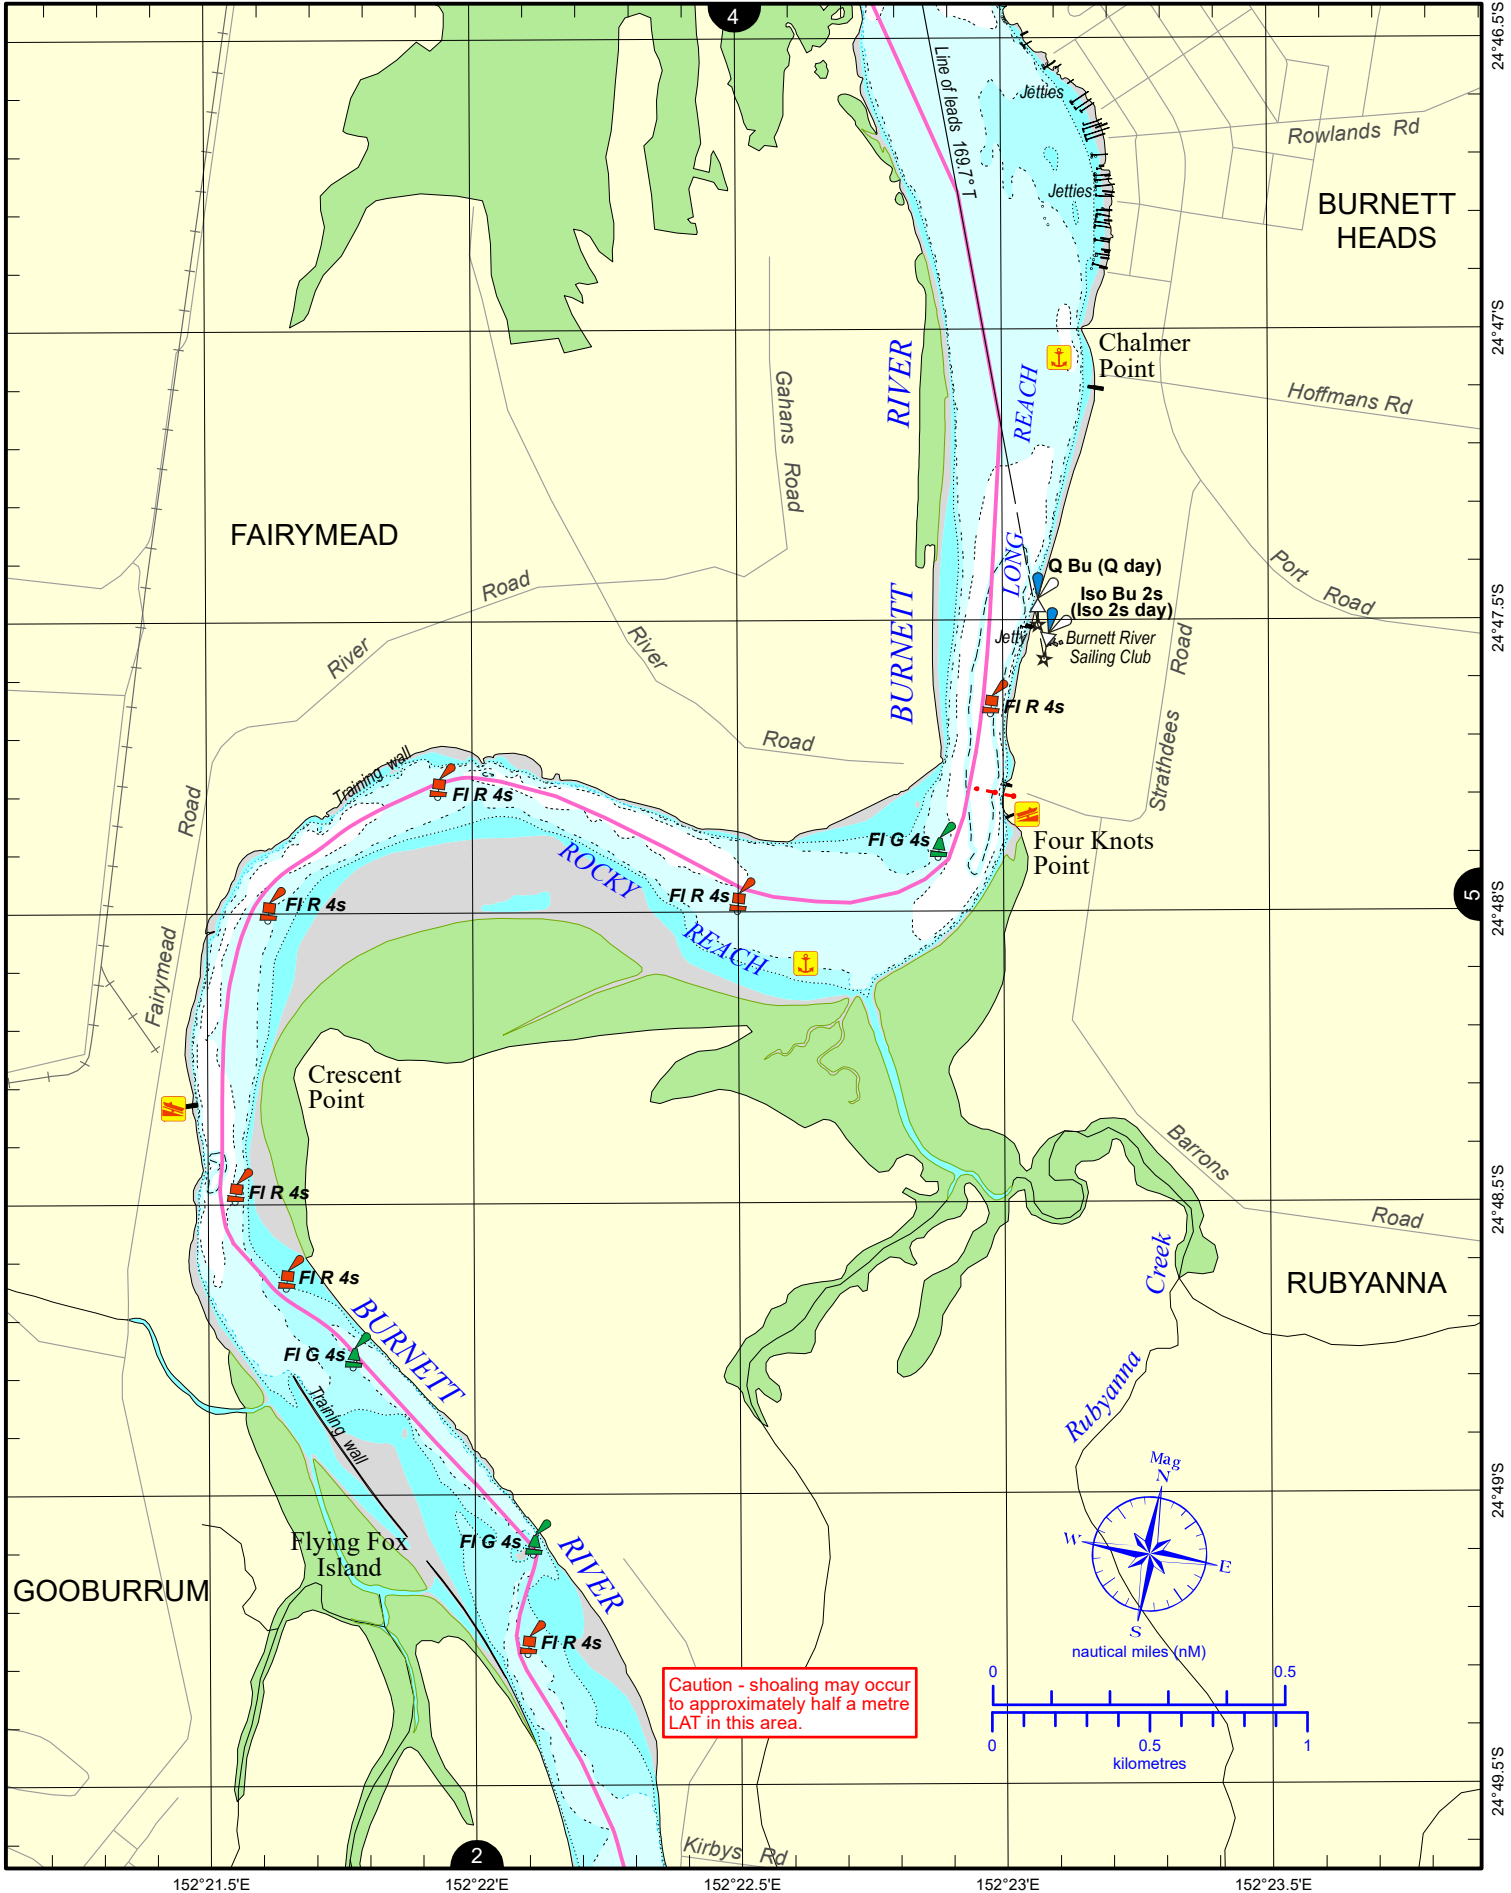 4
24°46.5'S
Line of leads 169.7° T
Jetties
Rowlands Rd
Jetties
BURNETT
HEADS
24°47'S
Chalmer
Point
RIVER
REACH
Gahans Road
Hoffmans Rd
FAIRYMEAD
LONG
Q Bu (Q day)
Iso Bu 2s
(Iso 2s day)
Port Road
Road
River
River
BURNETT
Jetty
Burnett River
Sailing Club
24°47.5'S
Strathdees Road
Fl R 4s
Road
Training wall
Fl R 4s
Road
Fl G 4s
Four Knots
Point
ROCKY
REACH
Fl R 4s
Fl R 4s
5
24°48'S
Fairymead
Crescent
Point
Barrons
Road
24°48.5'S
Fl R 4s
Creek
Rubyanna
RUBYANNA
Fl R 4s
BURNETT
Fl G 4s
Training wall
Mag
N
W
E
S
24°49'S
Flying Fox
Island
Fl G 4s
RIVER
GOOBURRUM
Fl R 4s
nautical miles (nM)
0 0.5
Caution - shoaling may occur
to approximately half a metre
LAT in this area.
0 0.5 1
kilometres
24°49.5'S
Kirbys Rd
2
152°21.5'E 152°22'E 152°22.5'E 152°23'E 152°23.5'E